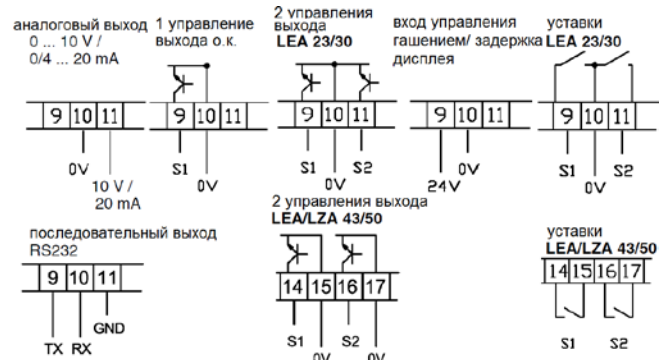 аналоговый выход
0 ... 10 V /
0/4 ... 20 mA
9 10 11
0V
10 V /
20 mA
1 управление
выхода о.к.
9 10 11
S1
0V
2 управления
выхода
LEA 23/30
9 10 11
S1
S2
0V
вход управления
гашением/ задержка
дисплея
9 10 11
0V
24V
уставки
LEA 23/30
9 10 11
S1
S2
0V
последовательный выход
RS232
9 10 11
GND
TX RX
2 управления выхода
LEA/LZA 43/50
14 15 16 17
S1
S2
0V
0V
уставки
LEA/LZA 43/50
14 15 16 17
S1
S2